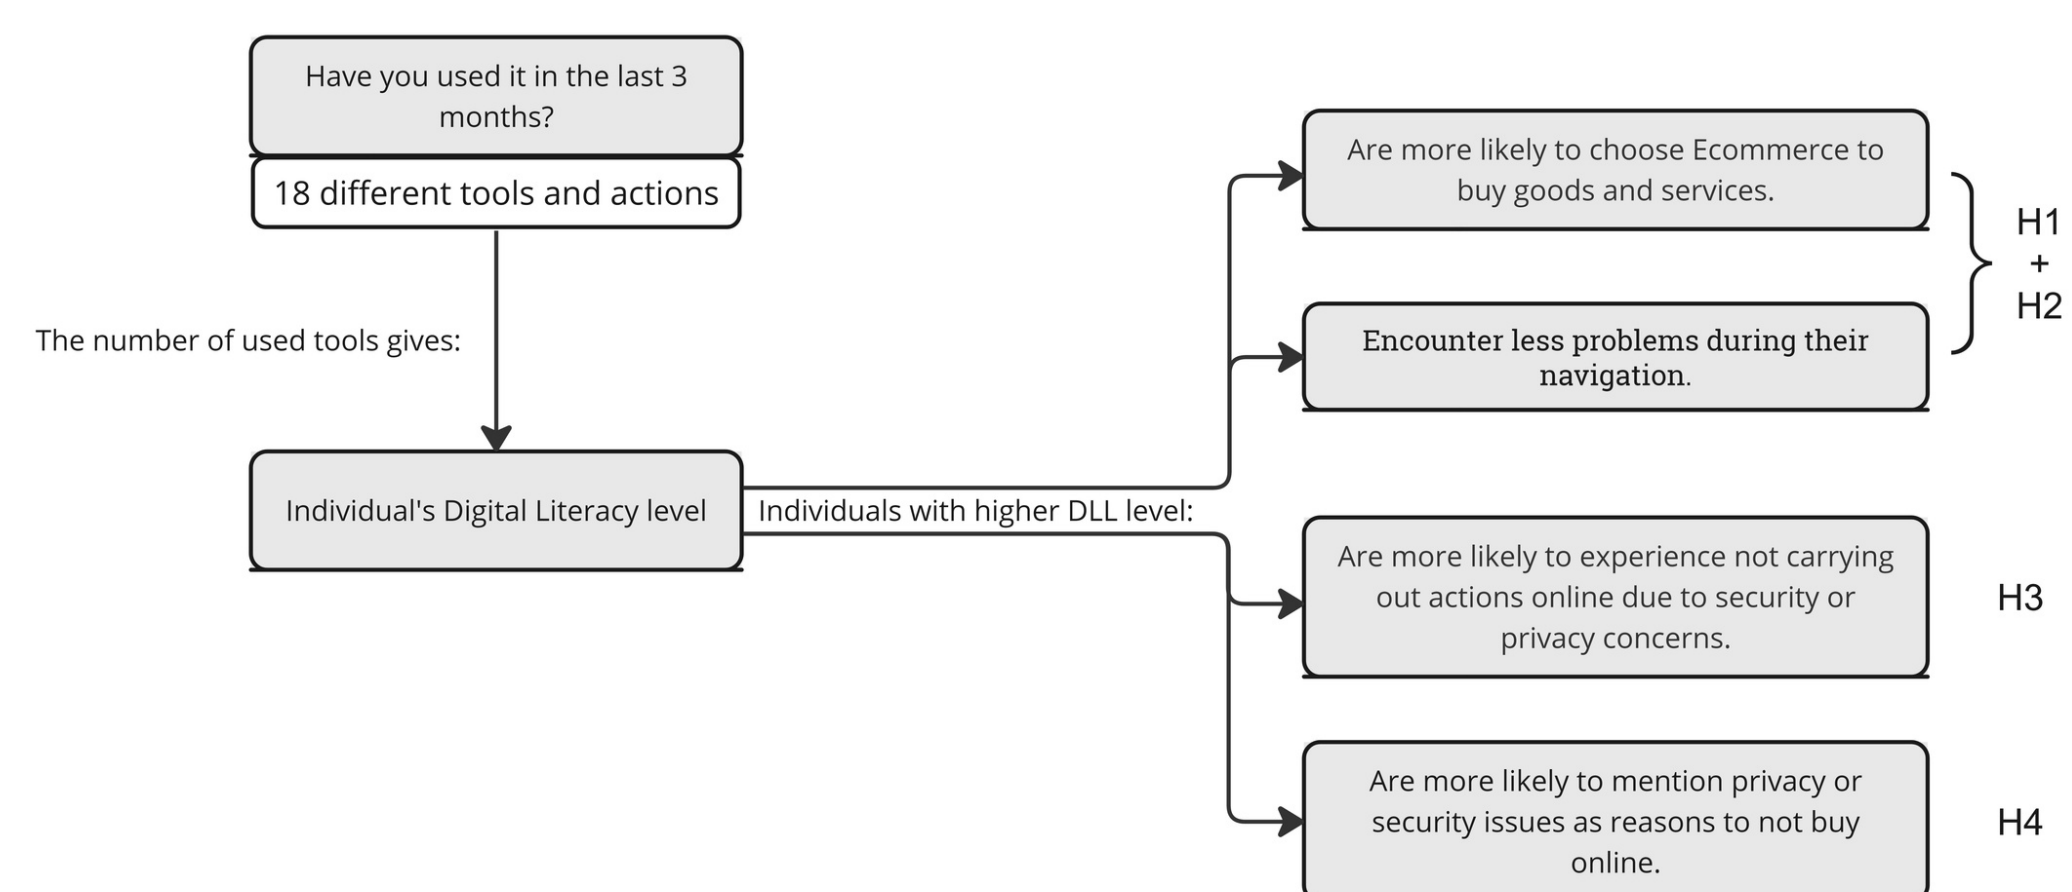 Have you used it in the last 3
months?
18 different tools and actions
The number of used tools gives:
Individual's Digital Literacy level
Individuals with higher DLL level:
Are more likely to choose Ecommerce to
buy goods and services.
Encounter less problems during their
navigation.
H1
+
H2
Are more likely to experience not carrying
out actions online due to security or
privacy concerns.
H3
Are more likely to mention privacy or
security issues as reasons to not buy
online.
H4